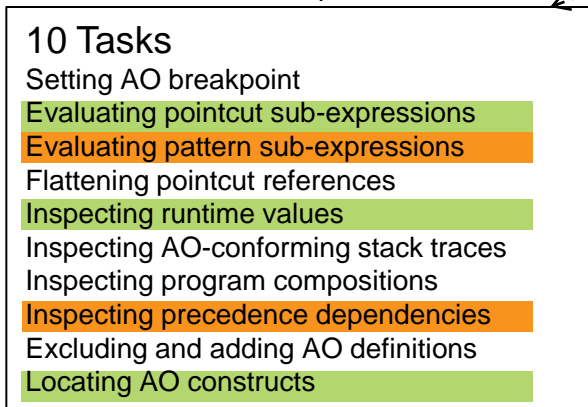 10 Tasks
Setting AO breakpoint
Evaluating pointcut sub-expressions
Evaluating pattern sub-expressions
Flattening pointcut references
Inspecting runtime values
Inspecting AO-conforming stack traces
Inspecting program compositions
Inspecting precedence dependencies
Excluding and adding AO definitions
Locating AO constructs